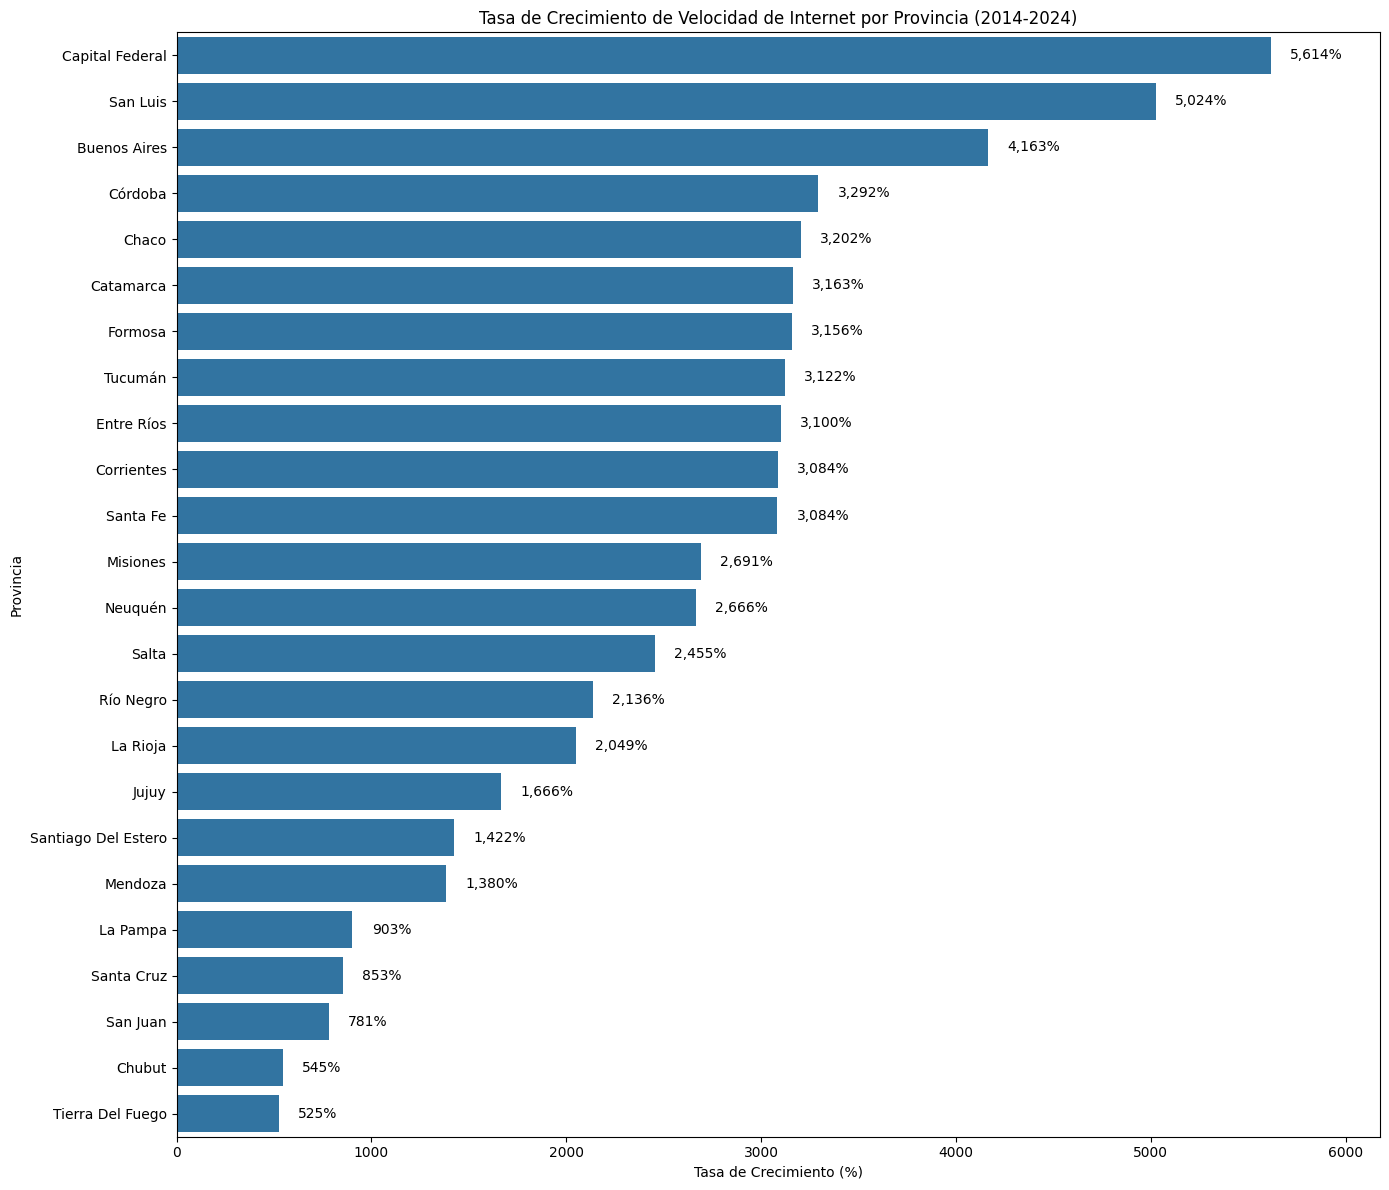 Tasa de Crecimiento de Velocidad de Internet por Provincia (2014-2024)
Provincia
Capital Federal 5,614%
San Luis 5,024%
Buenos Aires 4,163%
Córdoba 3,292%
Chaco 3,202%
Catamarca 3,163%
Formosa 3,156%
Tucumán 3,122%
Entre Ríos 3,100%
Corrientes 3,084%
Santa Fe 3,084%
Misiones 2,691%
Neuquén 2,666%
Salta 2,455%
Río Negro 2,136%
La Rioja 2,049%
Jujuy 1,666%
Santiago Del Estero 1,422%
Mendoza 1,380%
La Pampa 903%
Santa Cruz 853%
San Juan 781%
Chubut 545%
Tierra Del Fuego 525%
0 1000 2000 3000 4000 5000 6000
Tasa de Crecimiento (%)